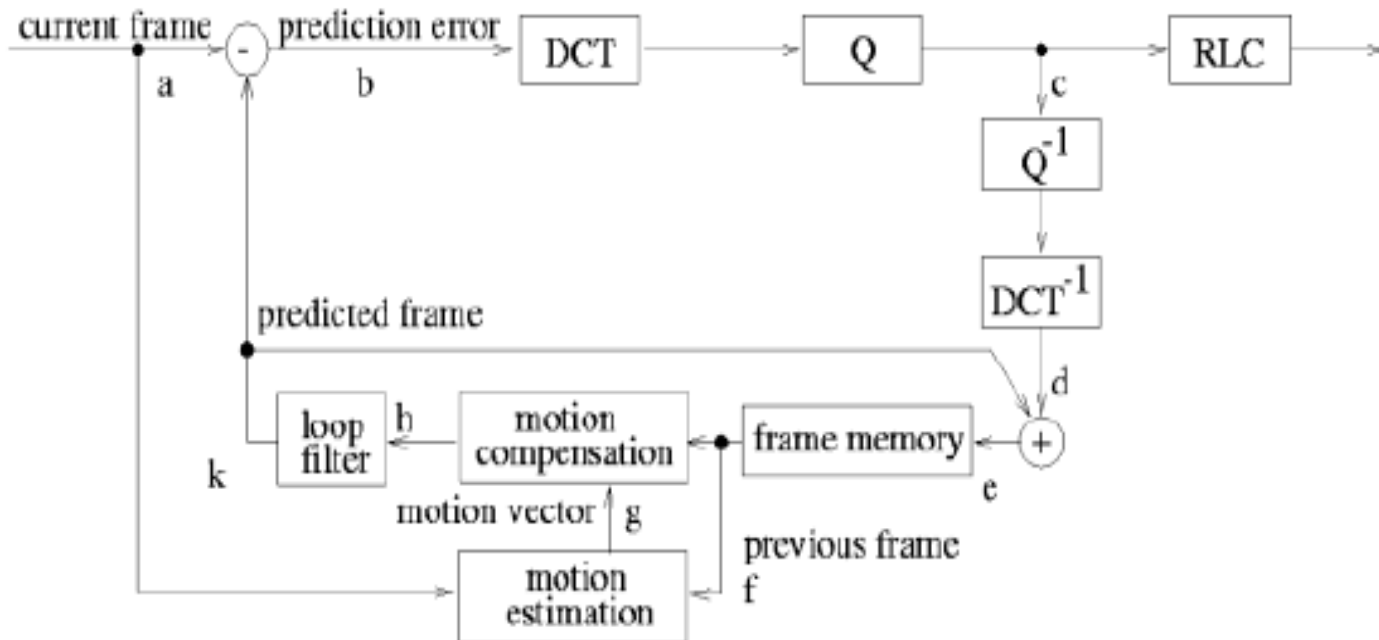 current frame
prediction error
a
b
DCT
Q
c
RLC
Q-1
DCT-1
predicted frame
d
loop
filter
h
motion
compensation
frame memory
+
k
e
motion vector
g
previous frame
f
motion
estimation
-